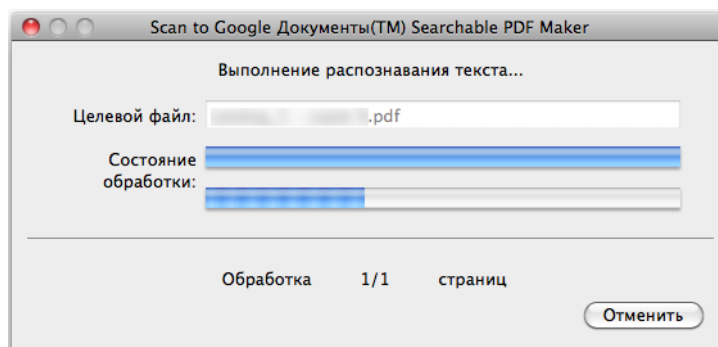 Scan to Google Документы(TM) Searchable PDF Maker
Выполнение распознавания текста...
Целевой файл: .pdf
Состояние
обработки:
Обработка 1/1 страниц
Отменить